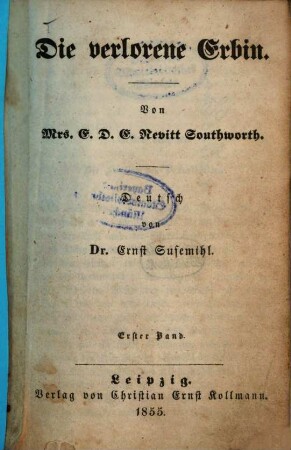 Die verlorene Erbin.
Von
Mrs. E. D. E. Nevitt Southworth.
Deutsch
von
Dr. Ernst Susemihl.
Erster Band.
Leipzig.
Verlag von Christian Ernst Kollmann.
1855.